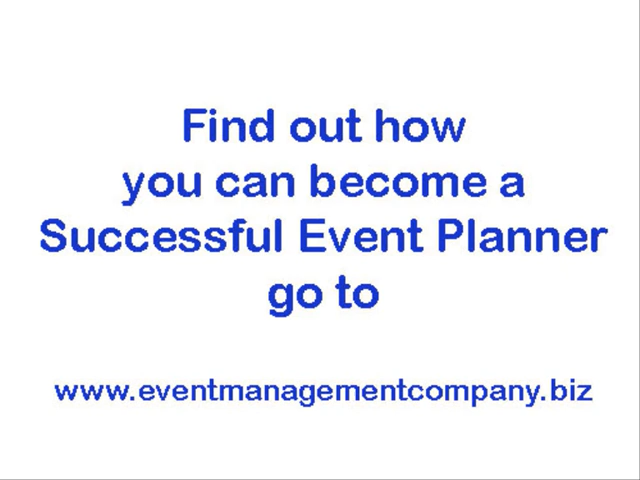 Find out how
you can become a
Successful Event Planner
go to
www.eventmanagementcompany.biz